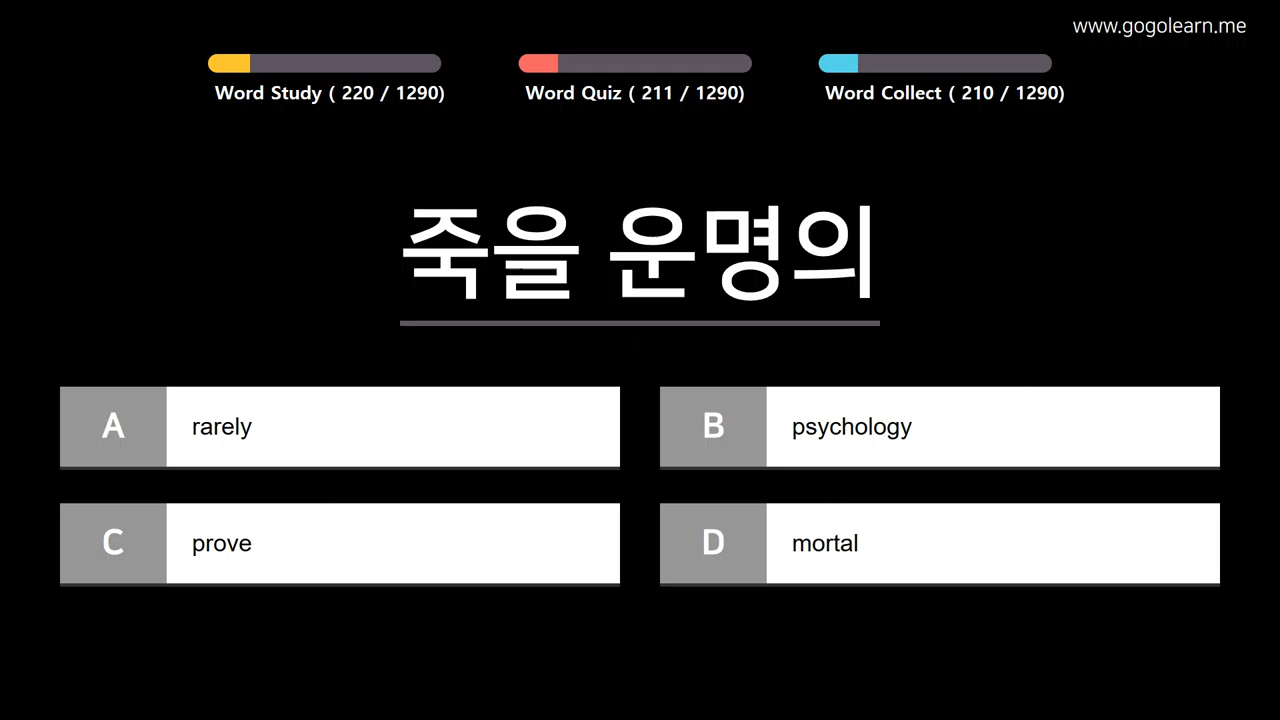 www.gogolearn.me
Word Study ( 220 / 1290)
Word Quiz ( 211 / 1290)
Word Collect ( 210 / 1290)
죽을 운명의
A rarely
B psychology
C prove
D mortal